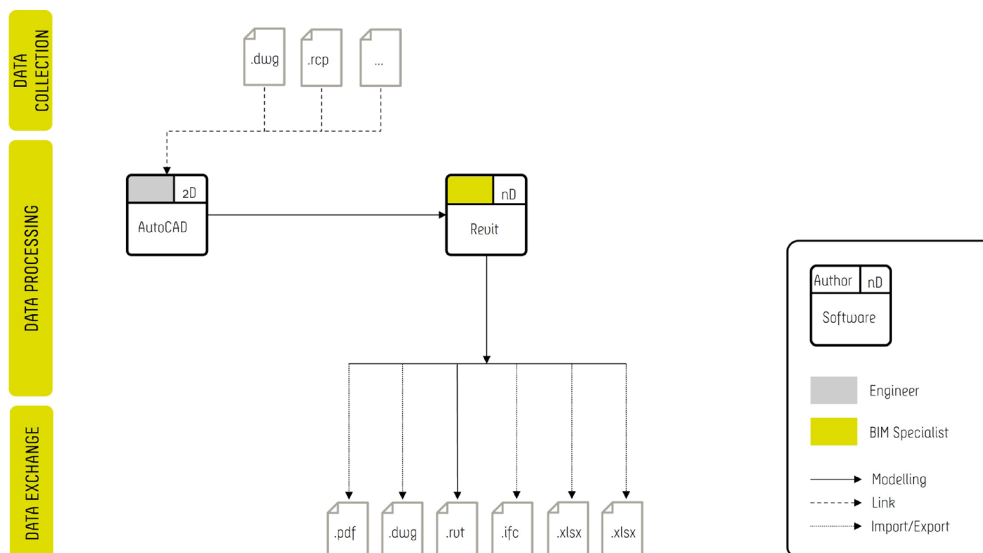 DATA
COLLECTION
.dwg
.rcp
...
DATA PROCESSING
2D
AutoCAD
nD
Revit
Author
nD
Software
Engineer
BIM Specialist
Modelling
Link
Import/Export
DATA EXCHANGE
.pdf
.dwg
.rvt
.ifc
.xlsx
.xlsx